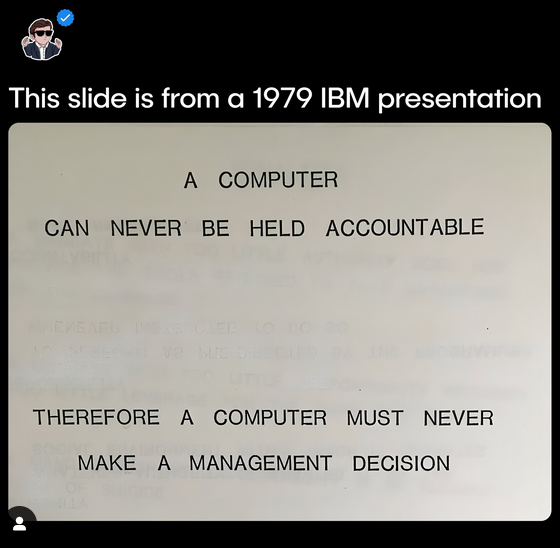 This slide is from a 1979 IBM presentation
A COMPUTER
CAN NEVER BE HELD ACCOUNTABLE
THEREFORE A COMPUTER MUST NEVER
MAKE A MANAGEMENT DECISION